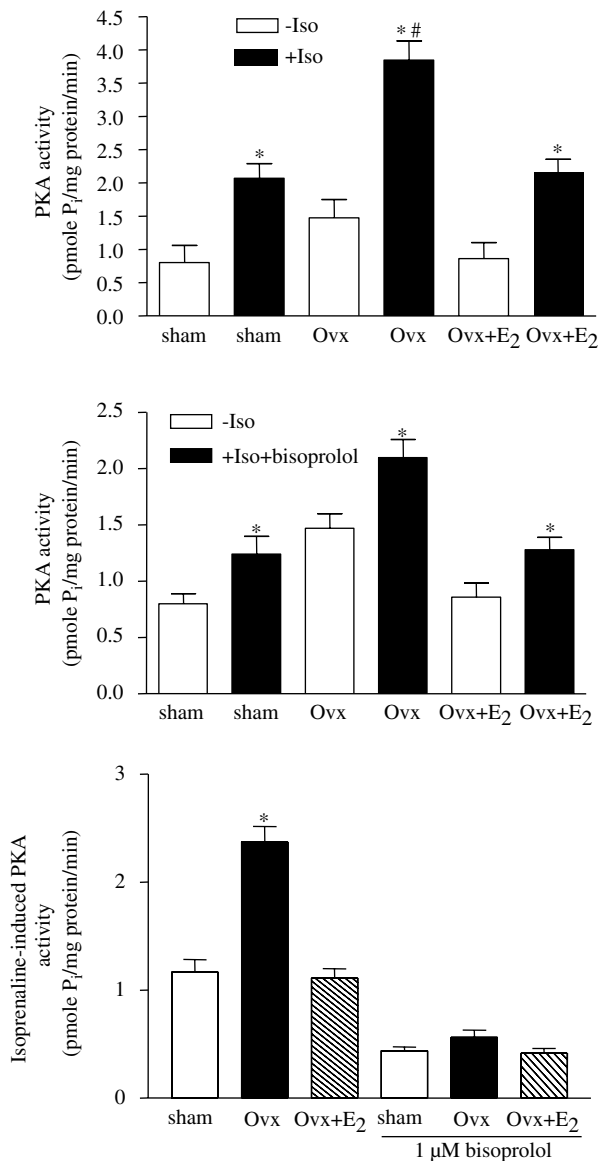 -Iso
+Iso
4.5
4.0
3.5
3.0
2.5
2.0
1.5
1.0
0.5
0.0
PKA activity
(pmole Pi/mg protein/min)
*
* #
*
sham sham Ovx Ovx Ovx+E2 Ovx+E2
-Iso
+Iso+bisoprolol
2.5
2.0
1.5
1.0
0.5
0.0
PKA activity
(pmole Pi/mg protein/min)
*
*
*
sham sham Ovx Ovx Ovx+E2 Ovx+E2
3
2
1
0
Isoprenaline-induced PKA
activity
(pmole Pi/mg protein/min)
*
sham Ovx Ovx+E2 sham Ovx Ovx+E2
1 µM bisoprolol